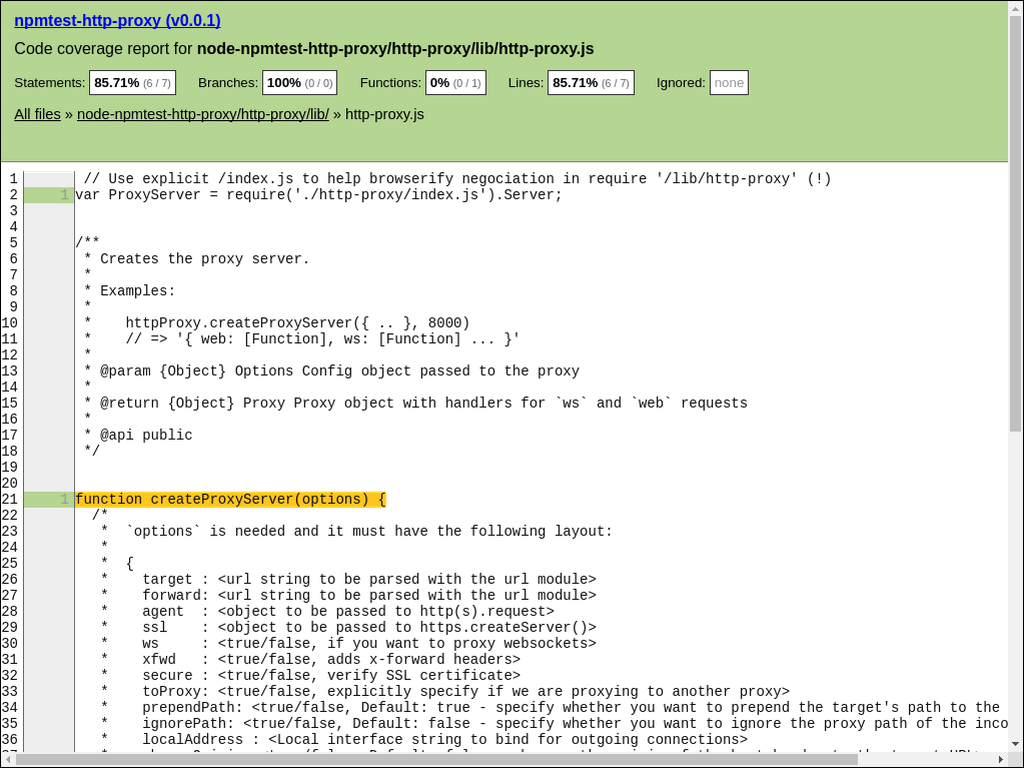 npmtest-http-proxy (v0.0.1)
Code coverage report for node-npmtest-http-proxy/http-proxy/lib/http-proxy.js
Statements: 85.71% (6 / 7) Branches: 100% (0 / 0) Functions: 0% (0 / 1) Lines: 85.71% (6 / 7) Ignored: none
All files » node-npmtest-http-proxy/http-proxy/lib/ » http-proxy.js
1 // Use explicit /index.js to help browserify negociation in require '/lib/http-proxy' (!)
2 1 var ProxyServer = require('./http-proxy/index.js').Server;
3
4
5 /**
6 * Creates the proxy server.
7 *
8 * Examples:
9 *
10 * httpProxy.createProxyServer({ .. }, 8000)
11 * // => '{ web: [Function], ws: [Function] ... }'
12 *
13 * @param {Object} Options Config object passed to the proxy
14 *
15 * @return {Object} Proxy Proxy object with handlers for `ws` and `web` requests
16 *
17 * @api public
18 */
19
20
21 1 function createProxyServer(options) {
22 /*
23 * `options` is needed and it must have the following layout:
24 *
25 * {
26 * target : <url string to be parsed with the url module>
27 * forward: <url string to be parsed with the url module>
28 * agent : <object to be passed to http(s).request>
29 * ssl : <object to be passed to https.createServer()>
30 * ws : <true/false, if you want to proxy websockets>
31 * xfwd : <true/false, adds x-forward headers>
32 * secure : <true/false, verify SSL certificate>
33 * toProxy: <true/false, explicitly specify if we are proxying to another proxy>
34 * prependPath: <true/false, Default: true - specify whether you want to prepend the target's path to the
35 * ignorePath: <true/false, Default: false - specify whether you want to ignore the proxy path of the inco
36 * localAddress : <Local interface string to bind for outgoing connections>